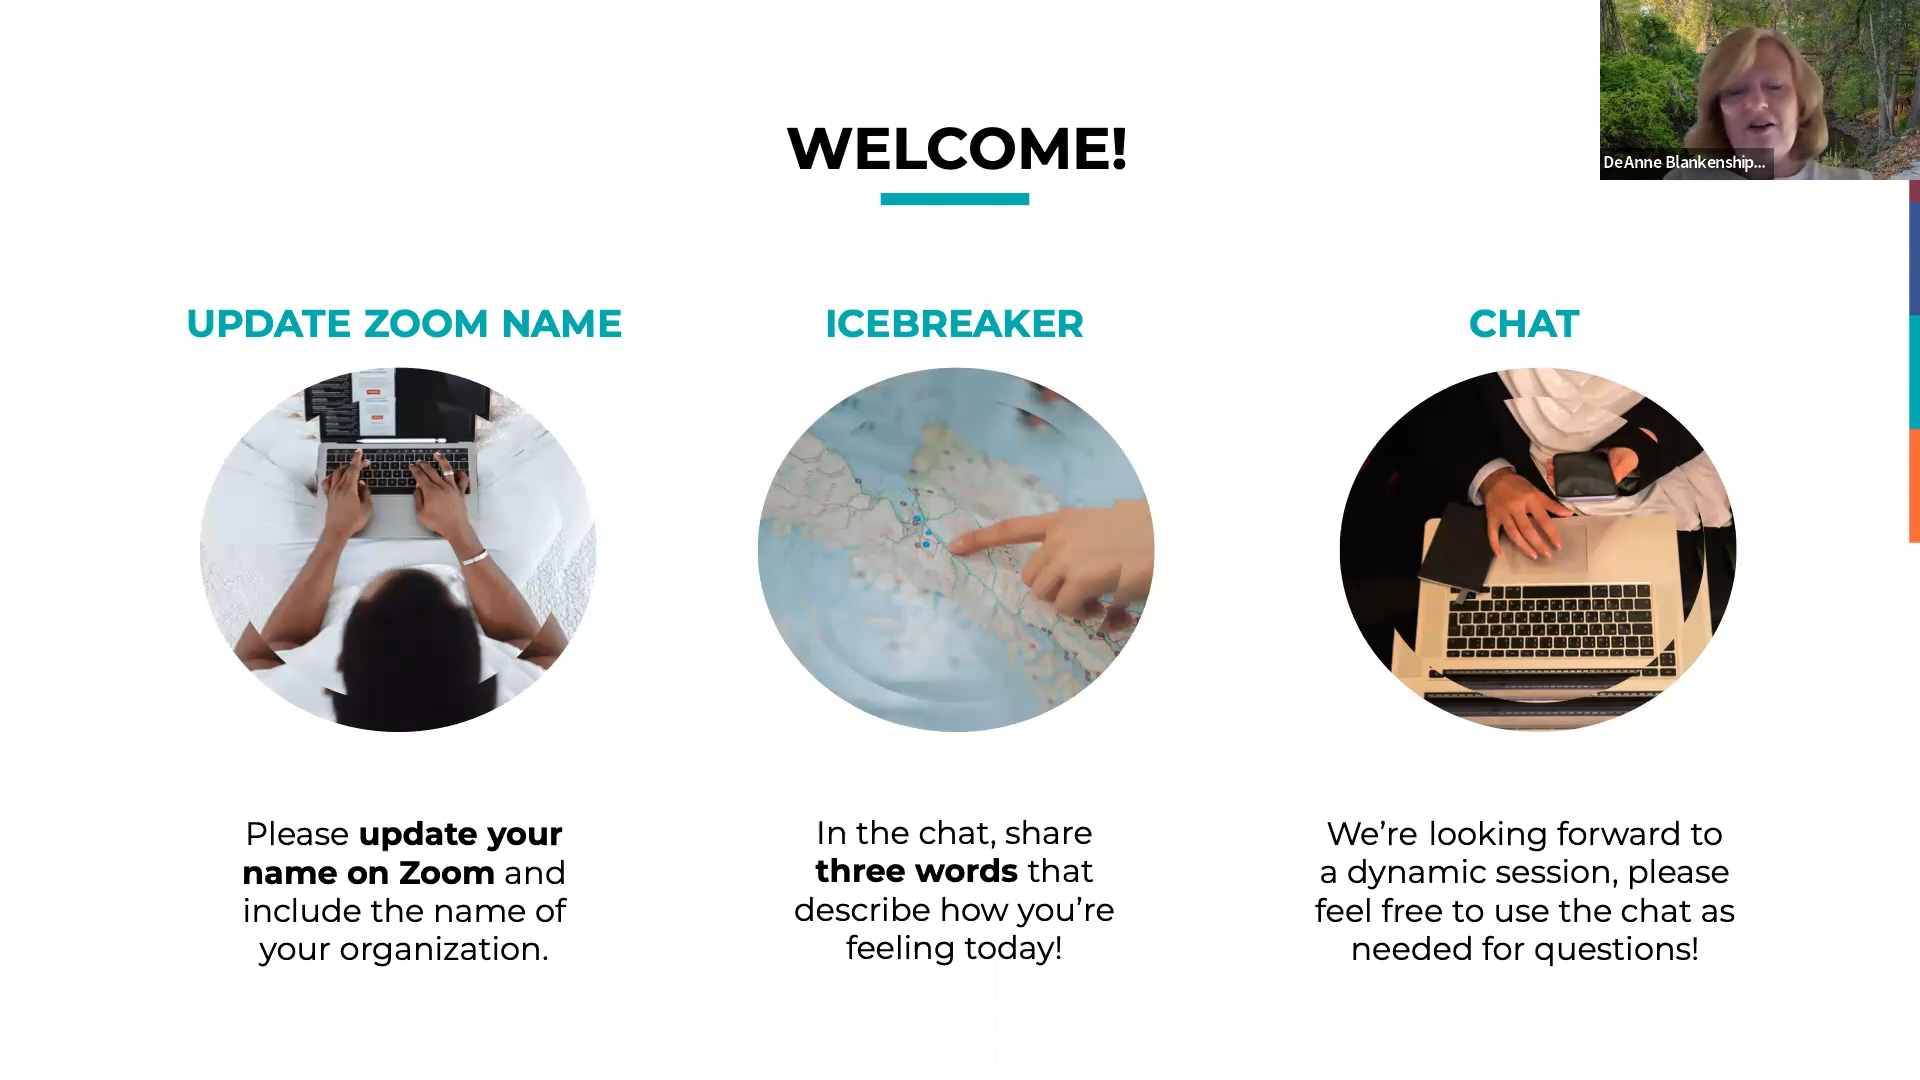 WELCOME!
DeAnne Blankenship...
UPDATE ZOOM NAME
ICEBREAKER
CHAT
Please update your
name on Zoom and
include the name of
your organization.
In the chat, share
three words that
describe how you’re
feeling today!
We’re looking forward to
a dynamic session, please
feel free to use the chat as
needed for questions!